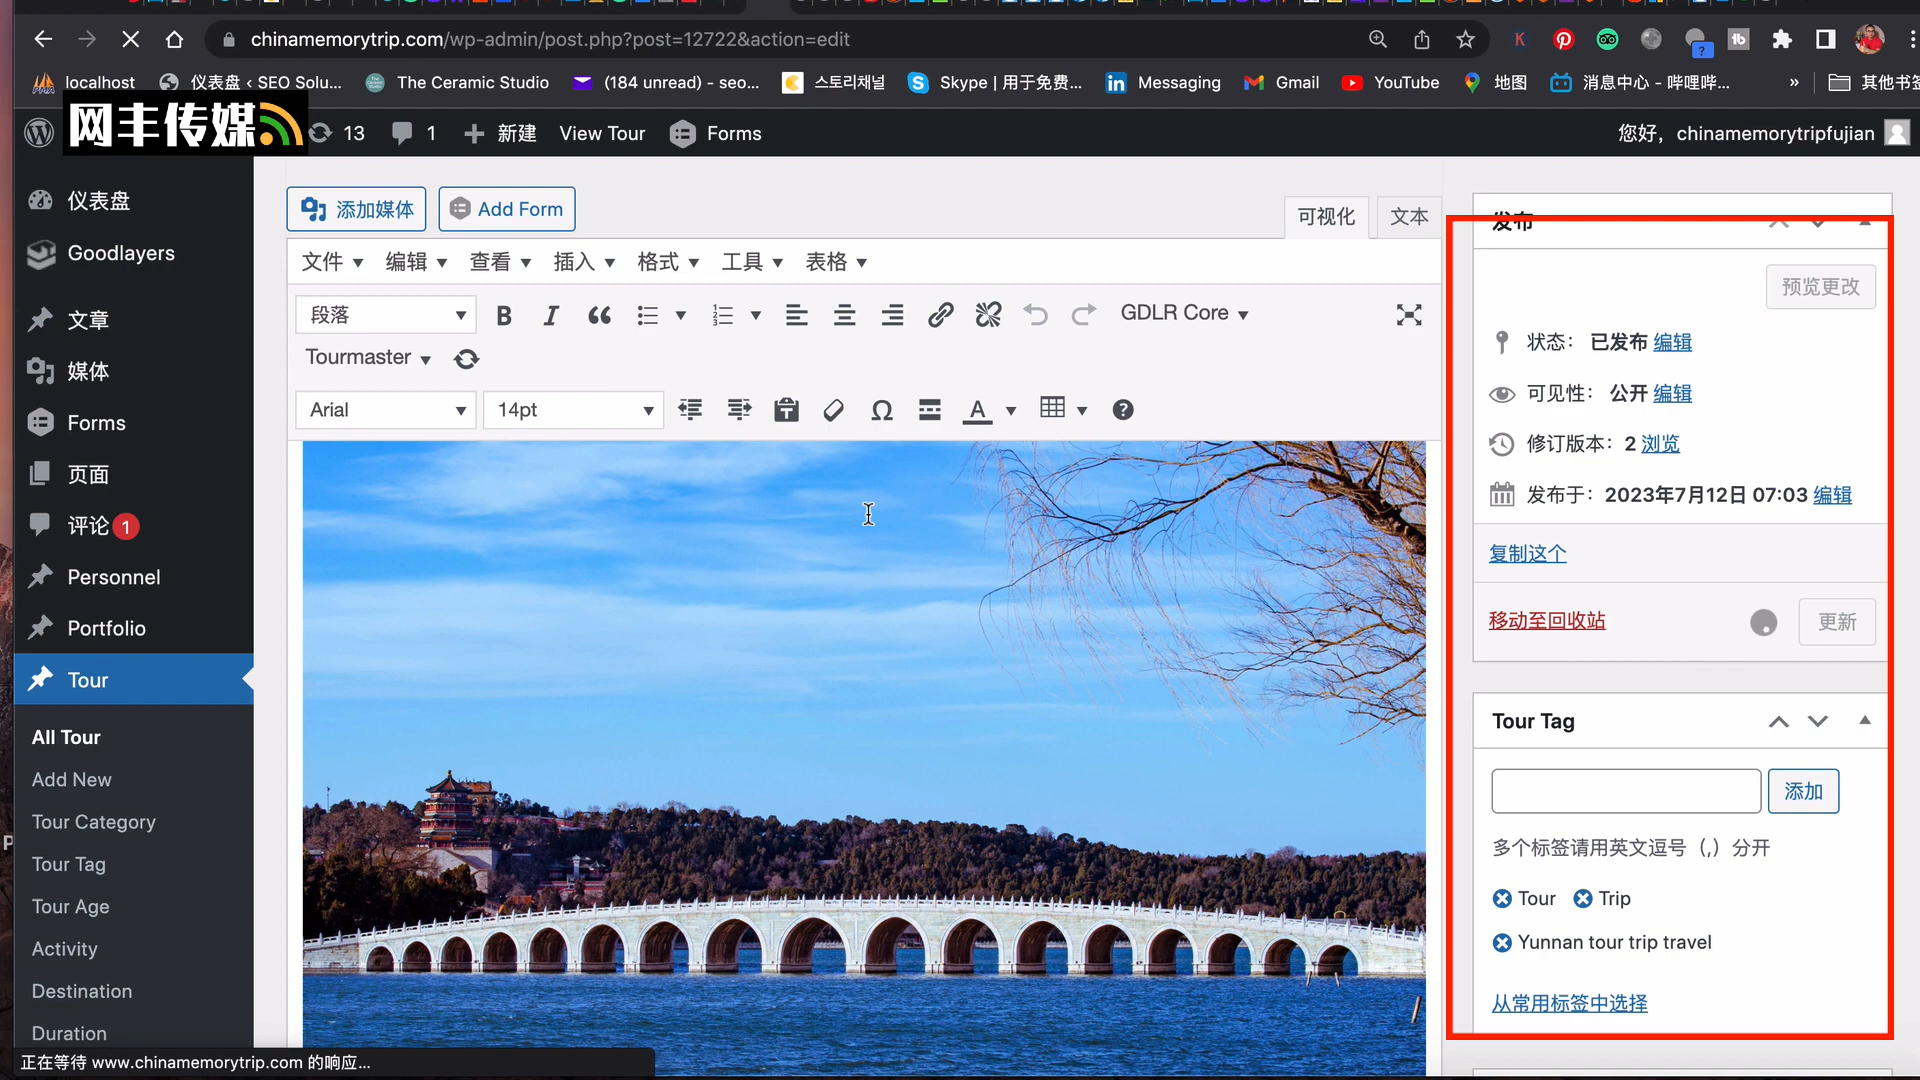 chinamemorytrip.com/wp-admin/post.php?post=12722&action=edit
localhost 仪表盘 ‹ SEO Solu... The Ceramic Studio (184 unread) - seo... 스토리채널 Skype | 用于免费... Messaging Gmail YouTube 地图 消息中心 - 哔哩哔... » 其他书签
网丰传媒 13 1 新建 View Tour Forms 您好，chinamemorytripfujian
仪表盘
Goodlayers
文章
媒体
Forms
页面
评论 1
Personnel
Portfolio
Tour
All Tour
Add New
Tour Category
Tour Tag
Tour Age
Activity
Destination
Duration
正在等待 www.chinamemorytrip.com 的响应...
添加媒体 Add Form 可视化 文本
文件 编辑 查看 插入 格式 工具 表格
段落 GDLR Core
Tourmaster
Arial 14pt
发布
预览更改
状态： 已发布 编辑
可见性： 公开 编辑
修订版本：2 浏览
发布于：2023年7月12日 07:03 编辑
复制这个
移动至回收站 更新
Tour Tag
添加
多个标签请用英文逗号（,）分开
Tour Trip
Yunnan tour trip travel
从常用标签中选择